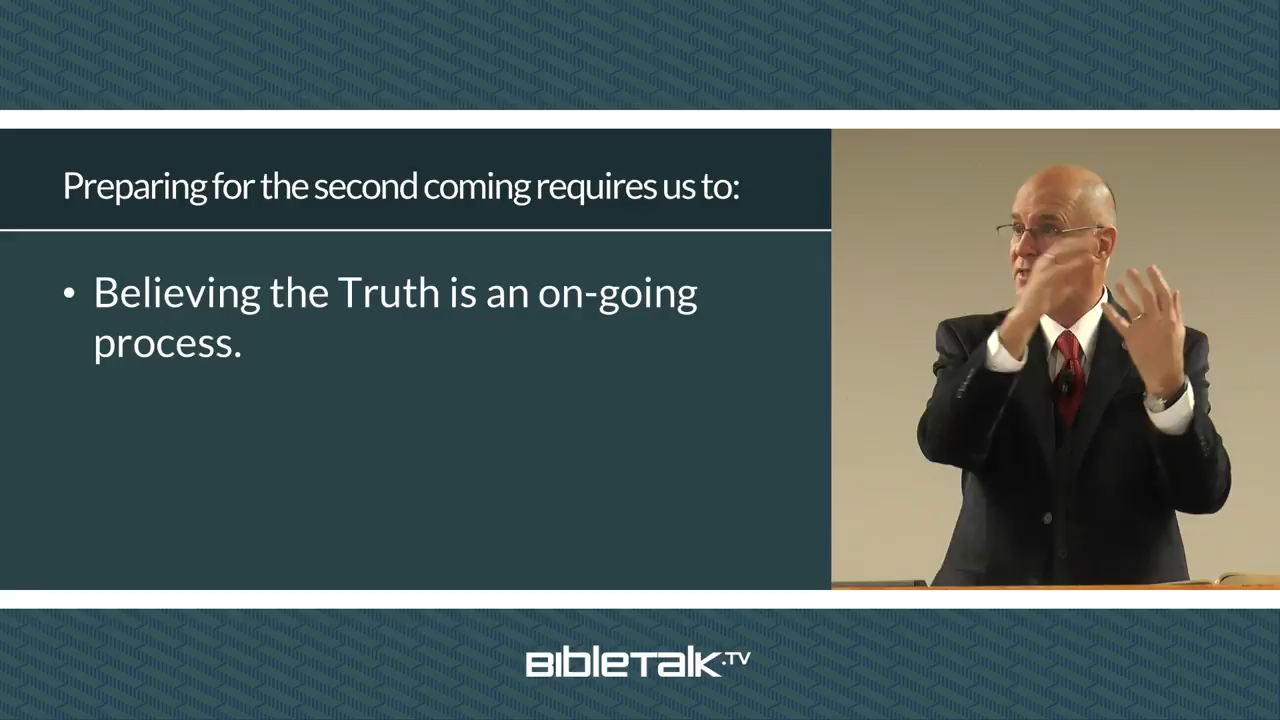 Preparing for the second coming requires us to:
• Believing the Truth is an on-going
process.
BibleTalk.TV